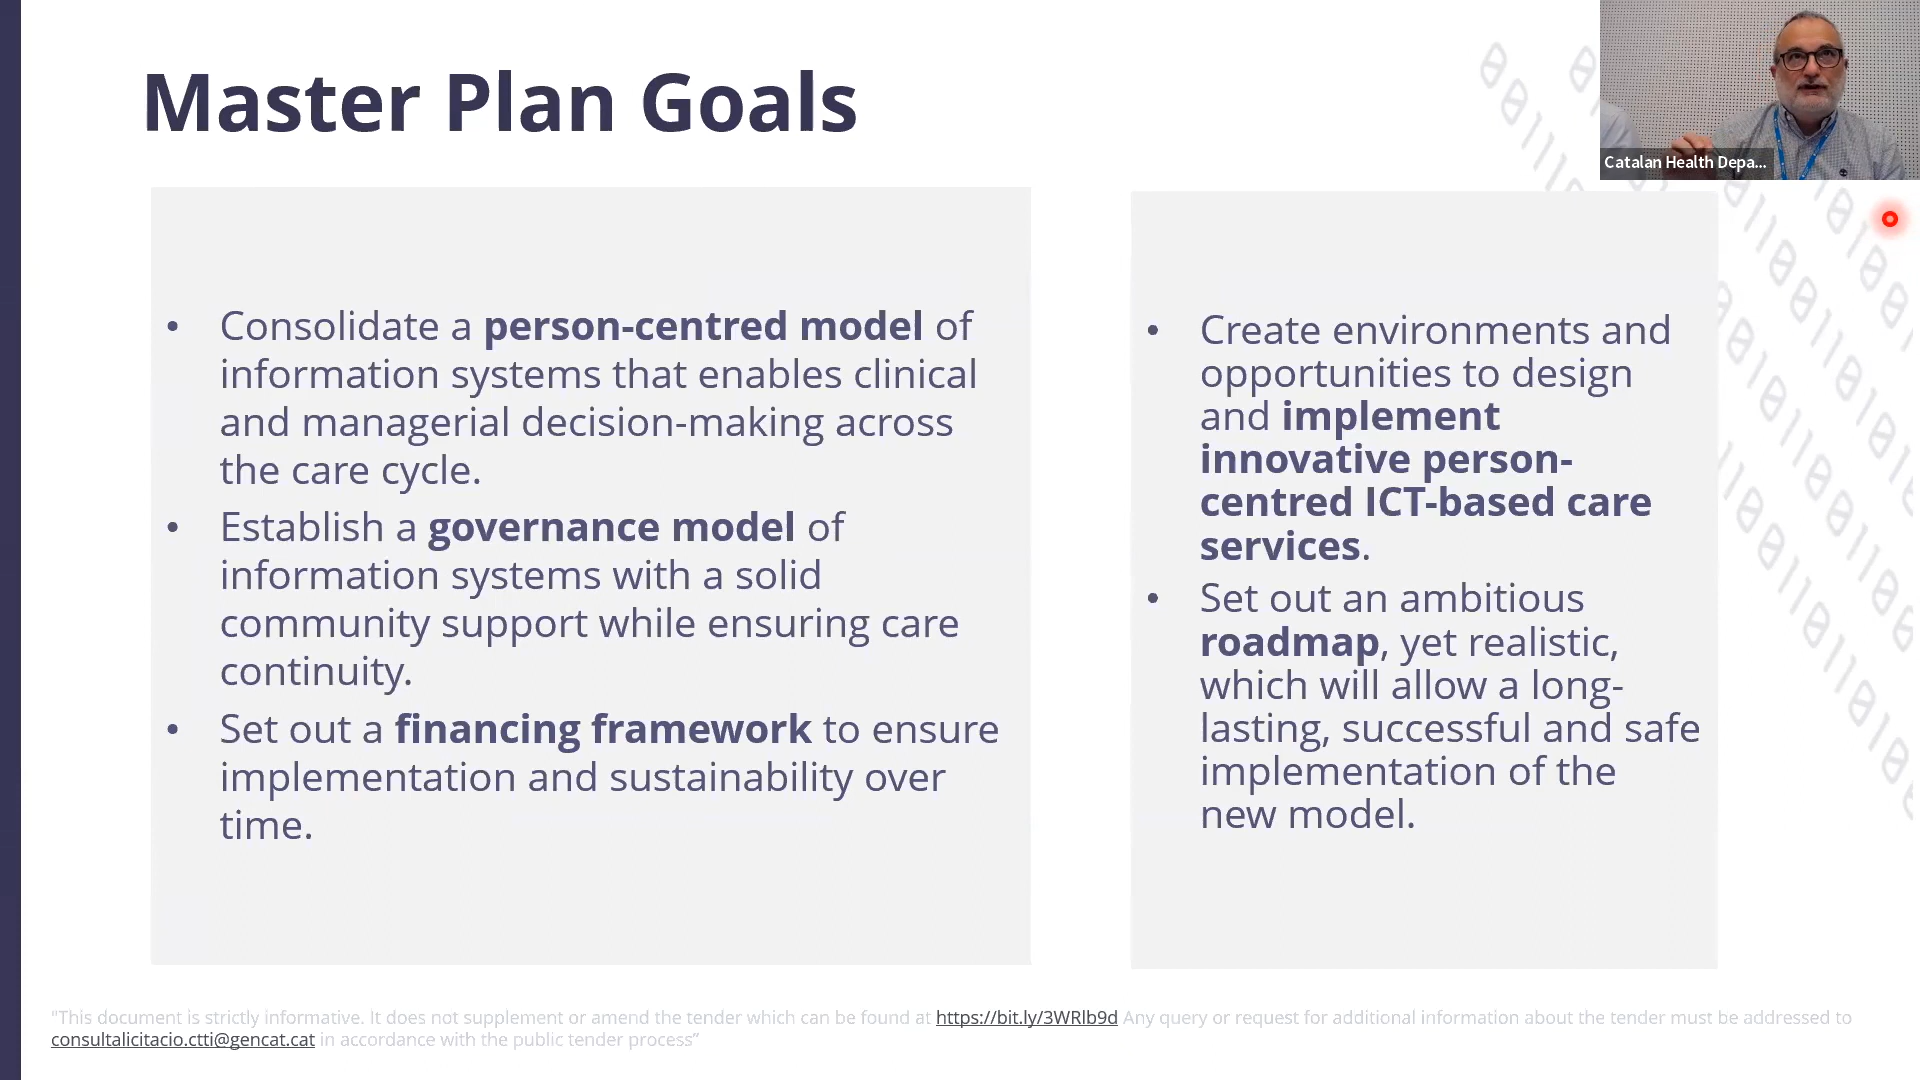 Master Plan Goals
Catalan Health Depa...
• Consolidate a person-centred model of
information systems that enables clinical
and managerial decision-making across
the care cycle.
• Establish a governance model of
information systems with a solid
community support while ensuring care
continuity.
• Set out a financing framework to ensure
implementation and sustainability over
time.
• Create environments and
opportunities to design
and implement
innovative person-
centred ICT-based care
services.
• Set out an ambitious
roadmap, yet realistic,
which will allow a long-
lasting, successful and safe
implementation of the
new model.
"This document is strictly informative. It does not supplement or amend the tender which can be found at https://bit.ly/3WRlb9d Any query or request for additional information about the tender must be addressed to
consultalicitacio.ctti@gencat.cat in accordance with the public tender process"